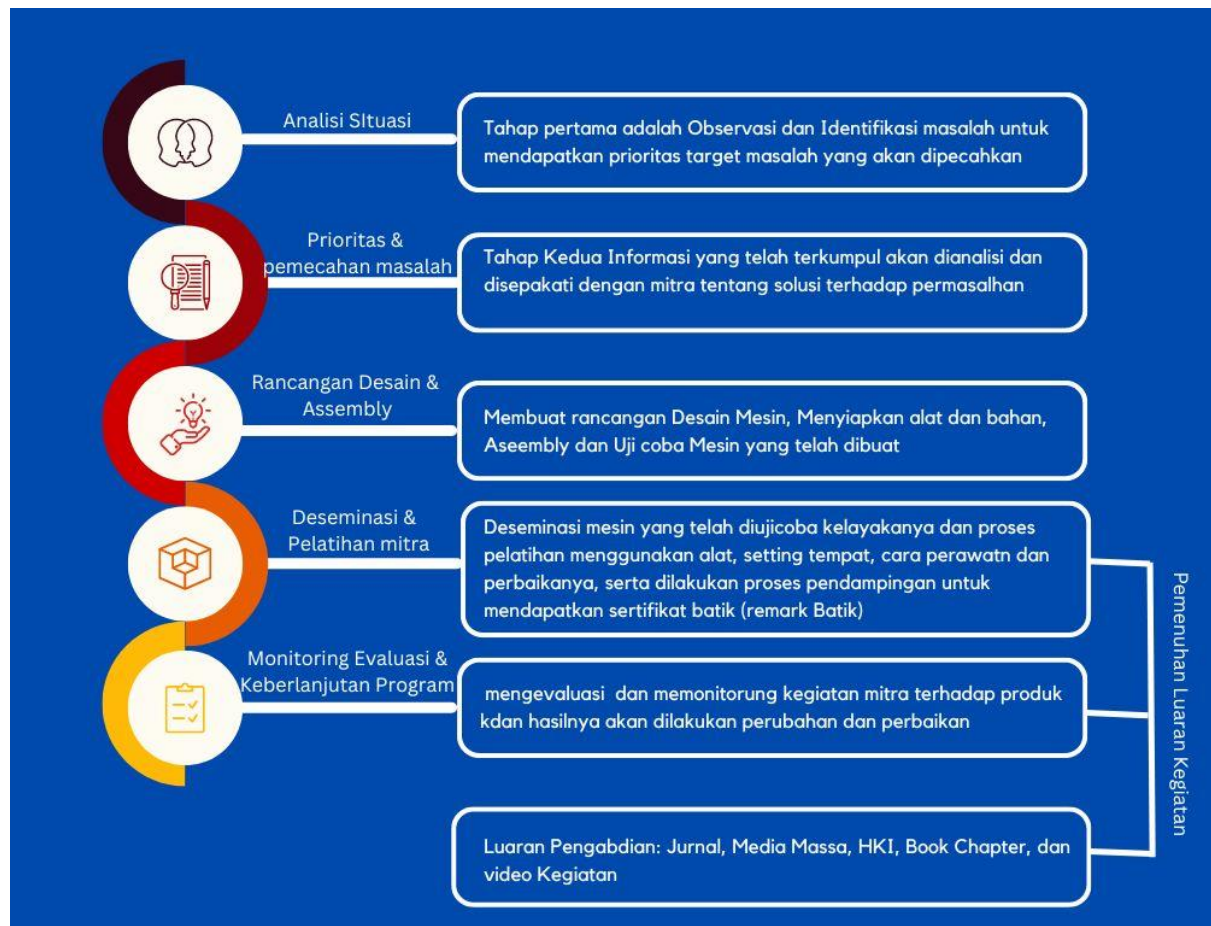 Analisi SItuasi
Tahap pertama adalah Observasi dan Identifikasi masalah untuk
mendapatkan prioritas target masalah yang akan dipecahkan
Prioritas &
pemecahan masalah
Tahap Kedua Informasi yang telah terkumpul akan dianalisi dan
disepakati dengan mitra tentang solusi terhadap permasalhan
Rancangan Desain &
Assembly
Membuat rancangan Desain Mesin, Menyiapkan alat dan bahan,
Aseembly dan Uji coba Mesin yang telah dibuat
Deseminasi &
Pelatihan mitra
Deseminasi mesin yang telah diujicoba kelayakanya dan proses
pelatihan menggunakan alat, setting tempat, cara perawatn dan
perbaikanya, serta dilakukan proses pendampingan untuk
mendapatkan sertifikat batik (remark Batik)
Monitoring Evaluasi &
Keberlanjutan Program
mengevaluasi dan memonitorung kegiatan mitra terhadap produk
kdan hasilnya akan dilakukan perubahan dan perbaikan
Luaran Pengabdian: Jurnal, Media Massa, HKI, Book Chapter, dan
video Kegiatan
Pemenuhan Luaran Kegiatan